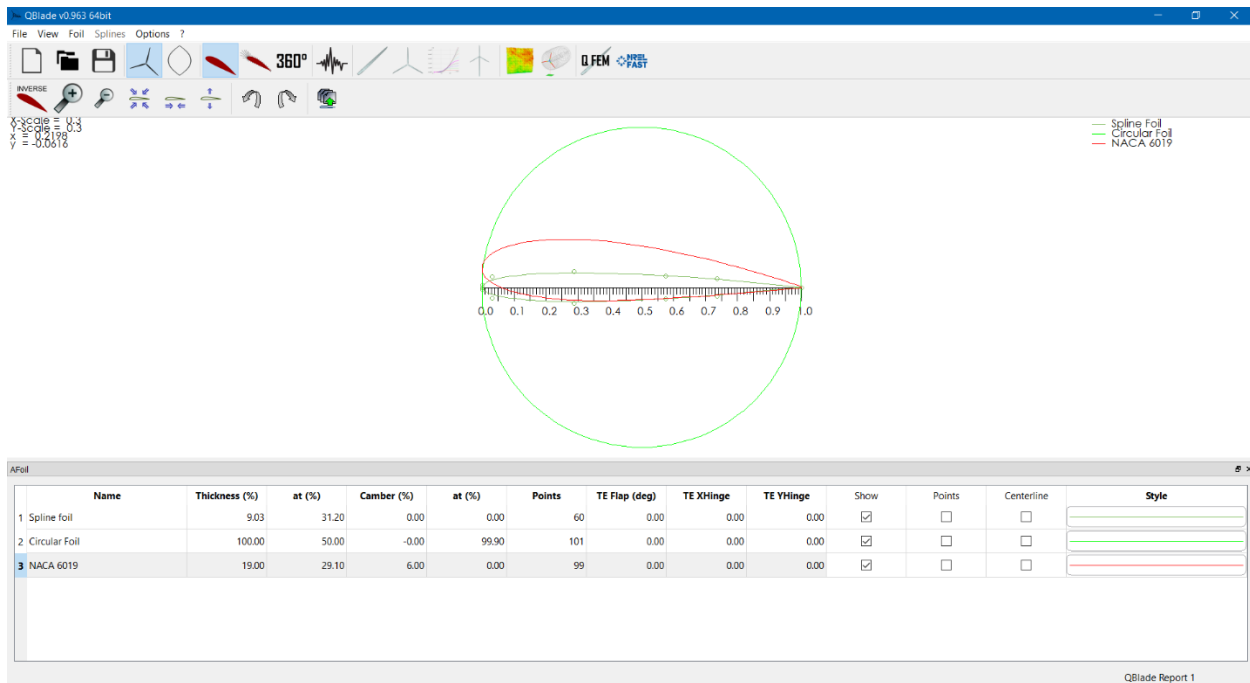 QBlade v0.963 64bit
File View Foil Splines Options ?
360° Q FEM NREL FAST
INVERSE
X-Scale = 0.3
Y-Scale = 0.3
x = 0.2198
y = -0.0616
Spline Foil
Circular Foil
NACA 6019
0.0 0.1 0.2 0.3 0.4 0.5 0.6 0.7 0.8 0.9 1.0
AFoil
Name Thickness (%) at (%) Camber (%) at (%) Points TE Flap (deg) TE XHinge TE YHinge Show Points Centerline Style
1 Spline foil 9.03 31.20 0.00 0.00 60 0.00 0.00 0.00
2 Circular Foil 100.00 50.00 -0.00 99.90 101 0.00 0.00 0.00
3 NACA 6019 19.00 29.10 6.00 0.00 99 0.00 0.00 0.00
QBlade Report 1